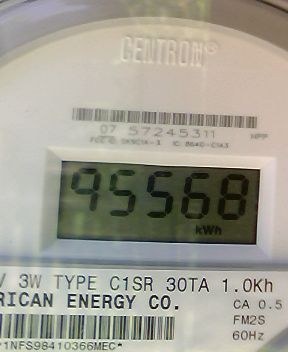 CENTRON®
07 57245311
95568
kWh
V 3W TYPE C1SR 30TA 1.0Kh
RICAN ENERGY CO.
CA 0.5
FM2S
60Hz
1NFS98410366MEC*